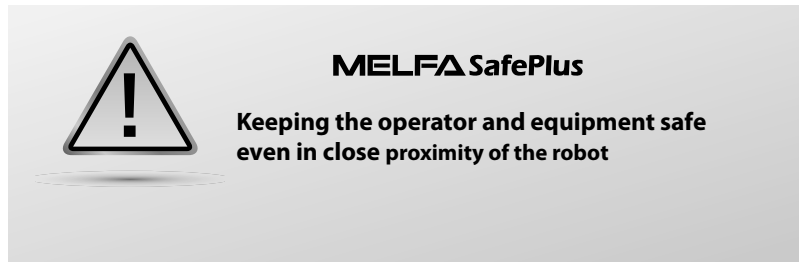 !
MELFA SafePlus
Keeping the operator and equipment safe
even in close proximity of the robot